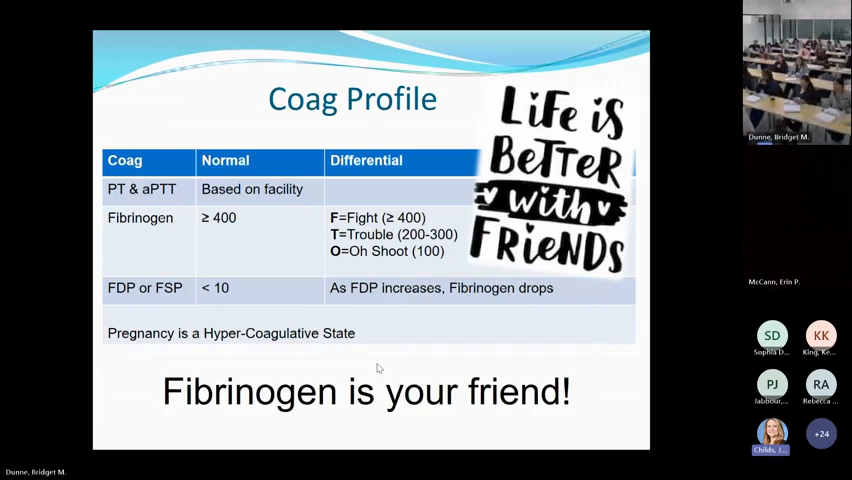 Coag Profile
LiFe is
BeTTeR
with
FRieNDS
Coag Normal Differential
PT & aPTT Based on facility
Fibrinogen ≥ 400 F=Fight (≥ 400)
T=Trouble (200-300)
O=Oh Shoot (100)
FDP or FSP < 10 As FDP increases, Fibrinogen drops
Pregnancy is a Hyper-Coagulative State
Fibrinogen is your friend!
Dunne, Bridget M.
Dunne, Bridget M.
McCann, Erin P.
SD KK
Sophia D... King, Ke...
PJ RA
Jabbour,... Rebecca ...
+24
Childs, J...